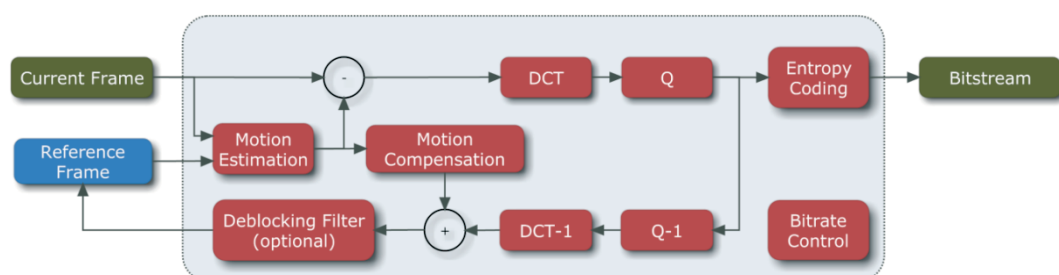 Current Frame
-
DCT
Q
Entropy
Coding
Bitstream
Reference
Frame
Motion
Estimation
Motion
Compensation
Deblocking Filter
(optional)
+
DCT-1
Q-1
Bitrate
Control